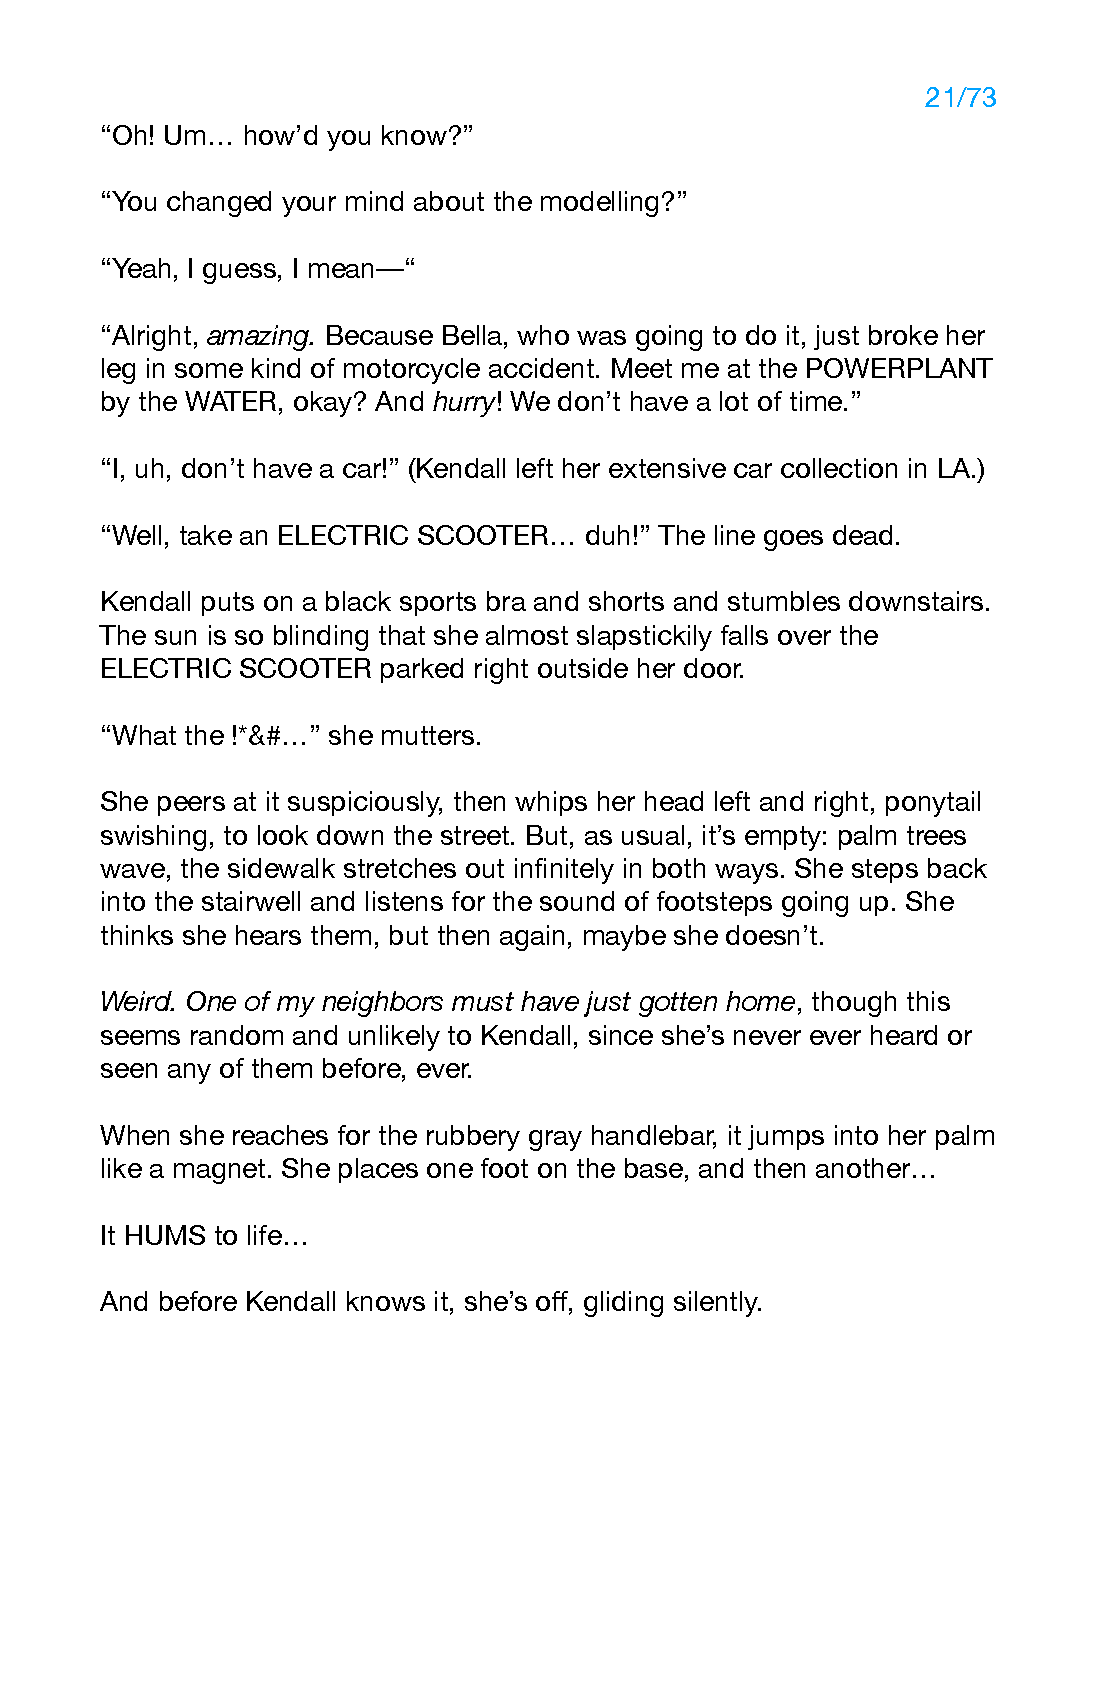 21/73
“Oh! Um… how’d you know?”
“You changed your mind about the modelling?”
“Yeah, I guess, I mean—“
“Alright, amazing. Because Bella, who was going to do it, just broke her
leg in some kind of motorcycle accident. Meet me at the POWERPLANT
by the WATER, okay? And hurry! We don’t have a lot of time.”
“I, uh, don’t have a car!” (Kendall left her extensive car collection in LA.)
“Well, take an ELECTRIC SCOOTER… duh!” The line goes dead.
Kendall puts on a black sports bra and shorts and stumbles downstairs.
The sun is so blinding that she almost slapstickily falls over the
ELECTRIC SCOOTER parked right outside her door.
“What the !*&#…” she mutters.
She peers at it suspiciously, then whips her head left and right, ponytail
swishing, to look down the street. But, as usual, it’s empty: palm trees
wave, the sidewalk stretches out infinitely in both ways. She steps back
into the stairwell and listens for the sound of footsteps going up. She
thinks she hears them, but then again, maybe she doesn’t.
Weird. One of my neighbors must have just gotten home, though this
seems random and unlikely to Kendall, since she’s never ever heard or
seen any of them before, ever.
When she reaches for the rubbery gray handlebar, it jumps into her palm
like a magnet. She places one foot on the base, and then another…
It HUMS to life…
And before Kendall knows it, she’s off, gliding silently.